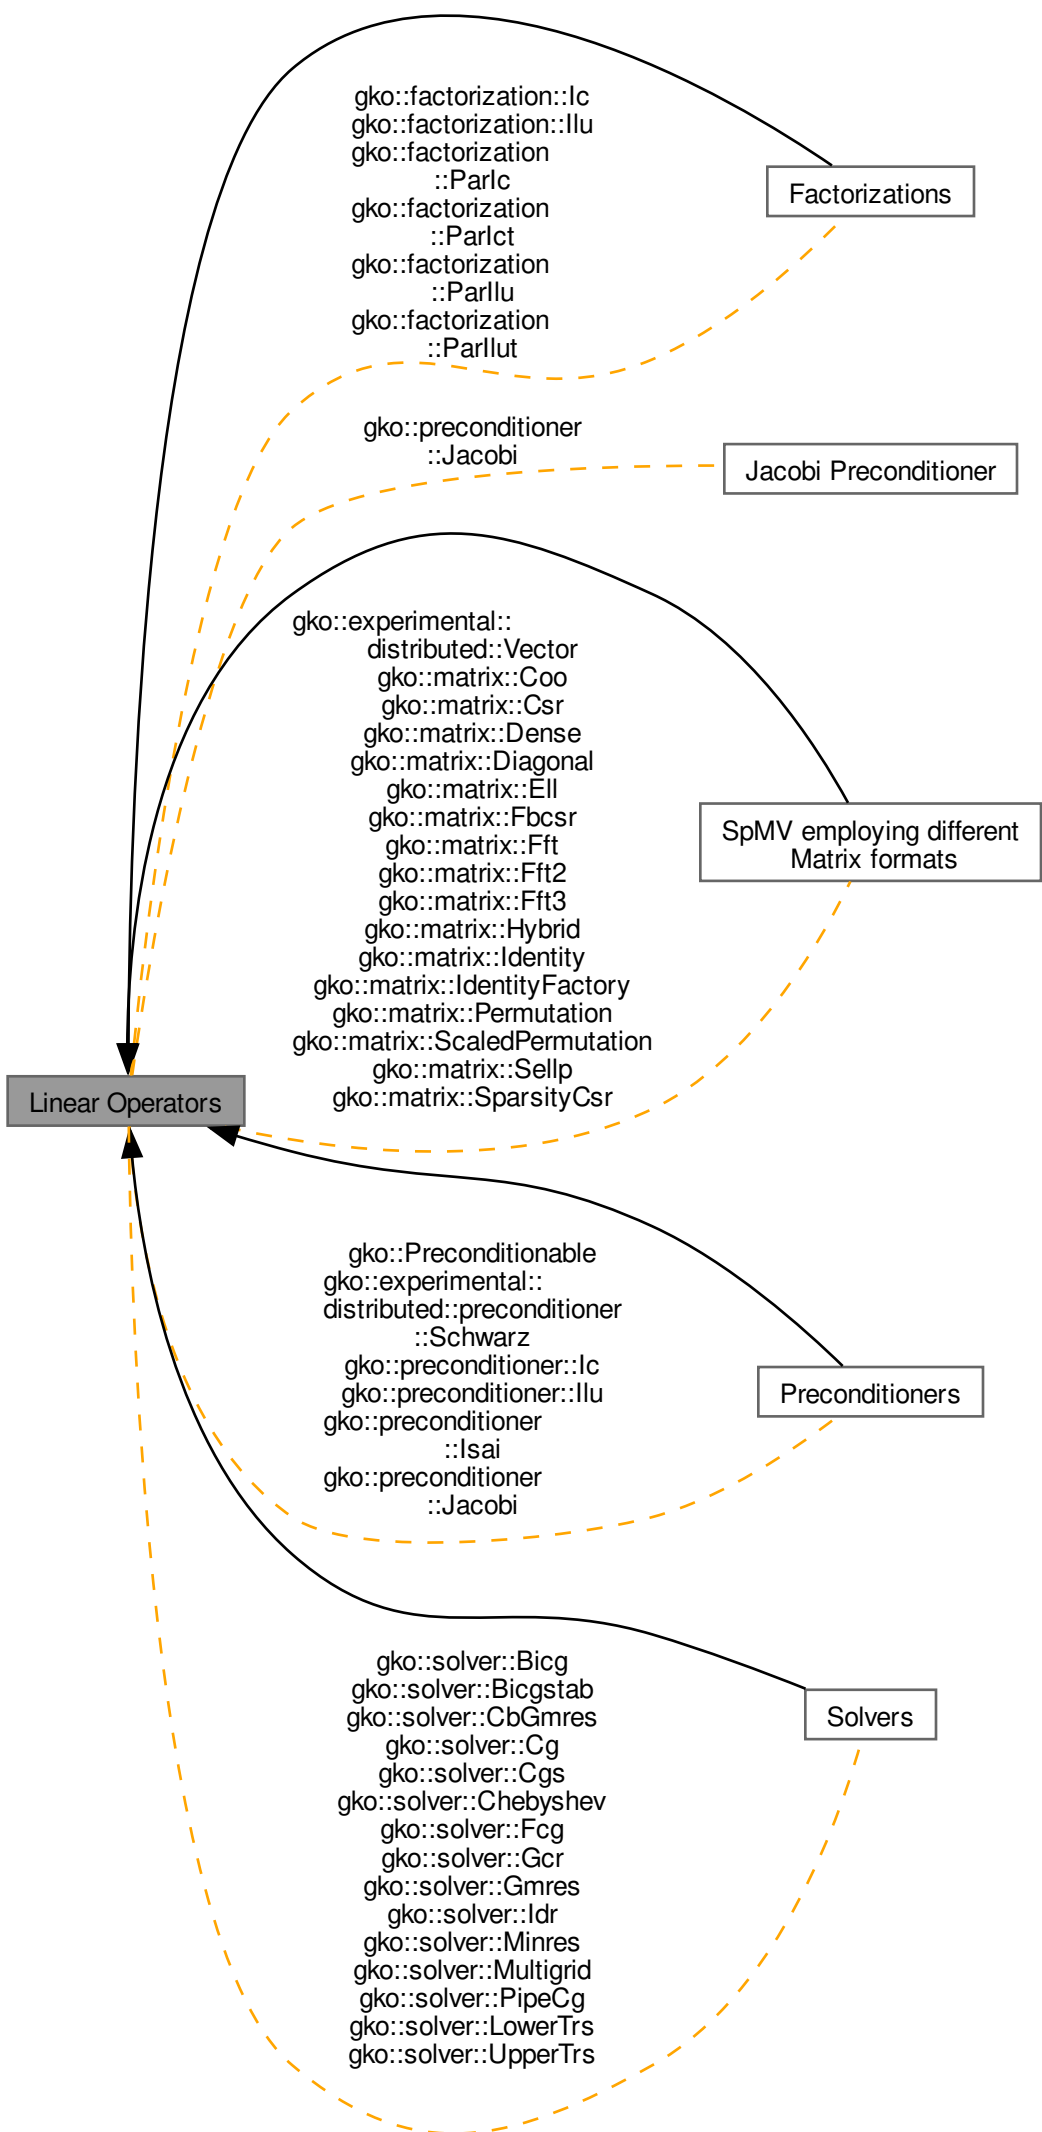 gko::factorization::Ic
gko::factorization::Ilu
gko::factorization
::ParIc
gko::factorization
::ParIct
gko::factorization
::ParIlu
gko::factorization
::ParIlut
Factorizations
gko::preconditioner
::Jacobi
Jacobi Preconditioner
gko::experimental::
distributed::Vector
gko::matrix::Coo
gko::matrix::Csr
gko::matrix::Dense
gko::matrix::Diagonal
gko::matrix::Ell
gko::matrix::Fbcsr
gko::matrix::Fft
gko::matrix::Fft2
gko::matrix::Fft3
gko::matrix::Hybrid
gko::matrix::Identity
gko::matrix::IdentityFactory
gko::matrix::Permutation
gko::matrix::ScaledPermutation
gko::matrix::Sellp
gko::matrix::SparsityCsr
SpMV employing different
Matrix formats
Linear Operators
gko::Preconditionable
gko::experimental::
distributed::preconditioner
::Schwarz
gko::preconditioner::Ic
gko::preconditioner::Ilu
gko::preconditioner
::Isai
gko::preconditioner
::Jacobi
Preconditioners
gko::solver::Bicg
gko::solver::Bicgstab
gko::solver::CbGmres
gko::solver::Cg
gko::solver::Cgs
gko::solver::Chebyshev
gko::solver::Fcg
gko::solver::Gcr
gko::solver::Gmres
gko::solver::Idr
gko::solver::Minres
gko::solver::Multigrid
gko::solver::PipeCg
gko::solver::LowerTrs
gko::solver::UpperTrs
Solvers